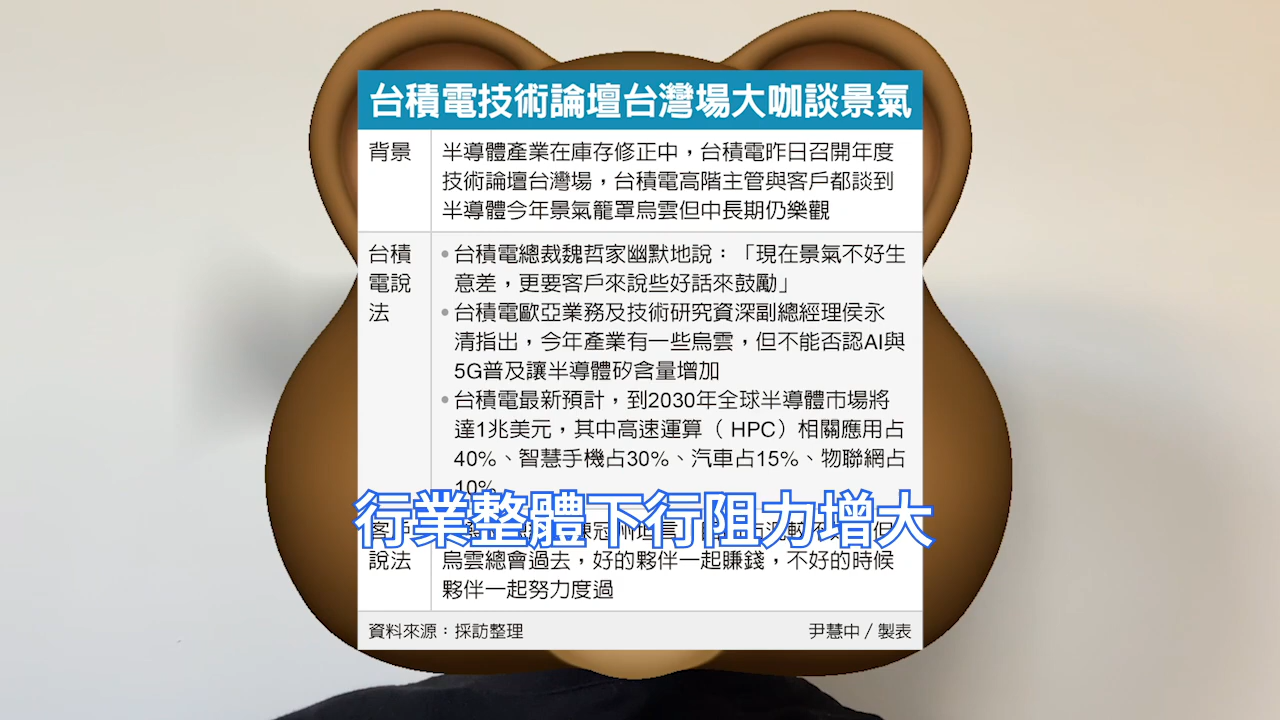 台積電技術論壇台灣場大咖談景氣
背景
半導體產業在庫存修正中，台積電昨日召開年度
技術論壇台灣場，台積電高階主管與客戶都談到
半導體今年景氣籠罩烏雲但中長期仍樂觀
台積
電說
法
•台積電總裁魏哲家幽默地說：「現在景氣不好生
意差，更要客戶來說些好話來鼓勵」
•台積電歐亞業務及技術研究資深副總經理侯永
清指出，今年產業有一些烏雲，但不能否認AI與
5G普及讓半導體矽含量增加
•台積電最新預計，到2030年全球半導體市場將
達1兆美元，其中高速運算（ HPC）相關應用占
40%、智慧手機占30%、汽車占15%、物聯網占
10%
行業整體下行阻力增大
客戶
說法
烏雲總會過去，好的夥伴一起賺錢，不好的時候
夥伴一起努力度過
資料來源：採訪整理
尹慧中／製表